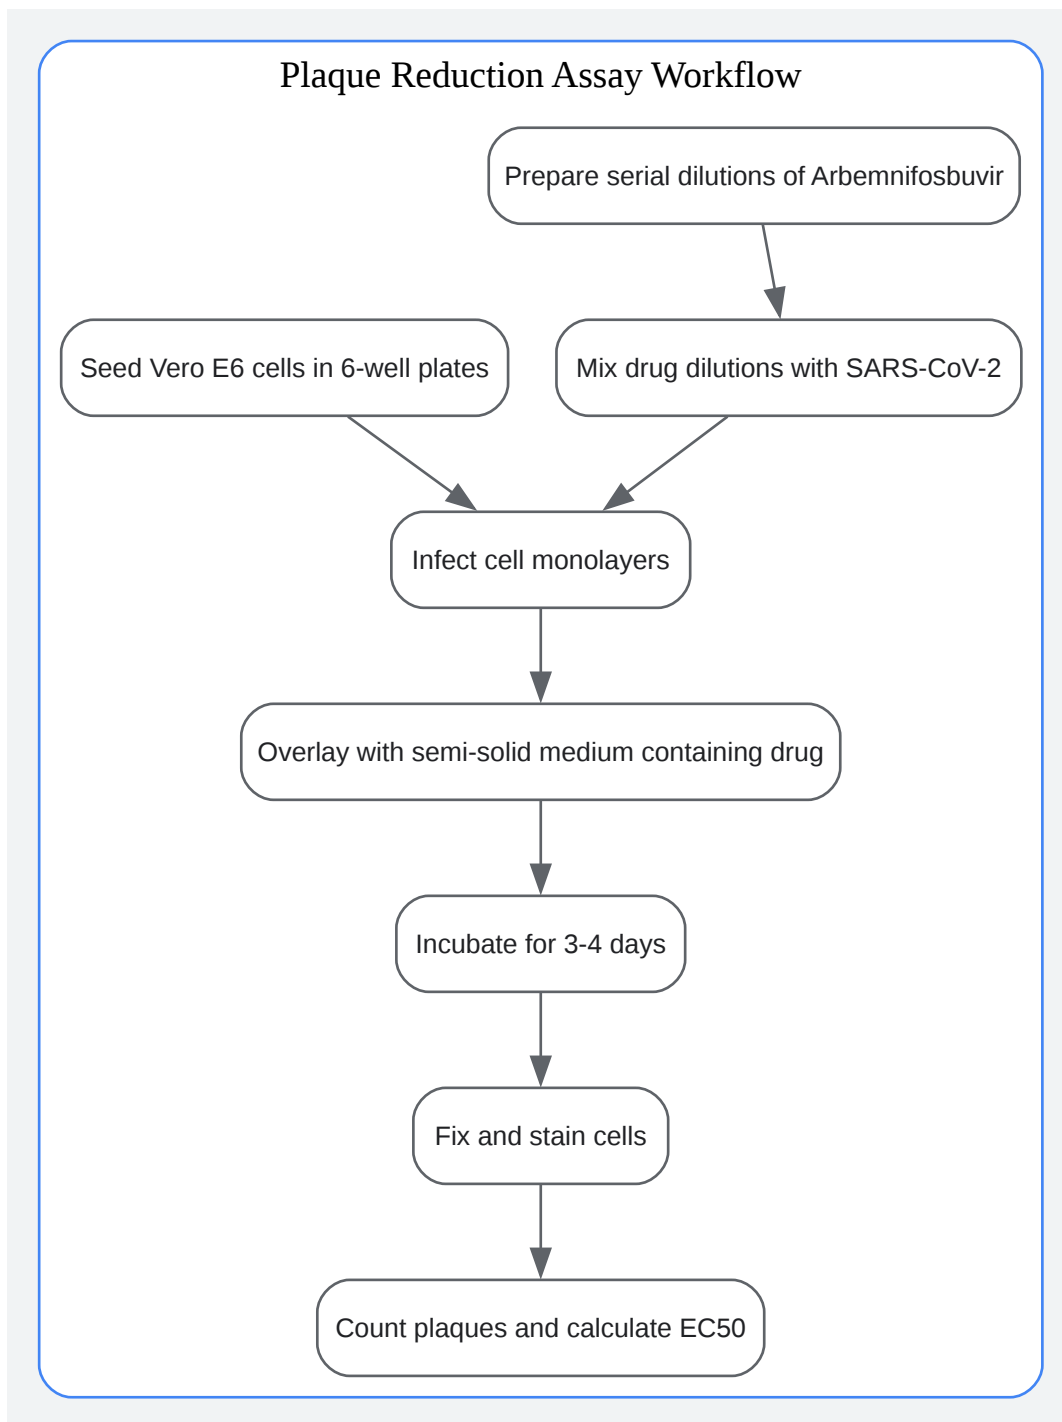 Plaque Reduction Assay Workflow
Prepare serial dilutions of Arbemnifosbuvir
Seed Vero E6 cells in 6-well plates
Mix drug dilutions with SARS-CoV-2
Infect cell monolayers
Overlay with semi-solid medium containing drug
Incubate for 3-4 days
Fix and stain cells
Count plaques and calculate EC50